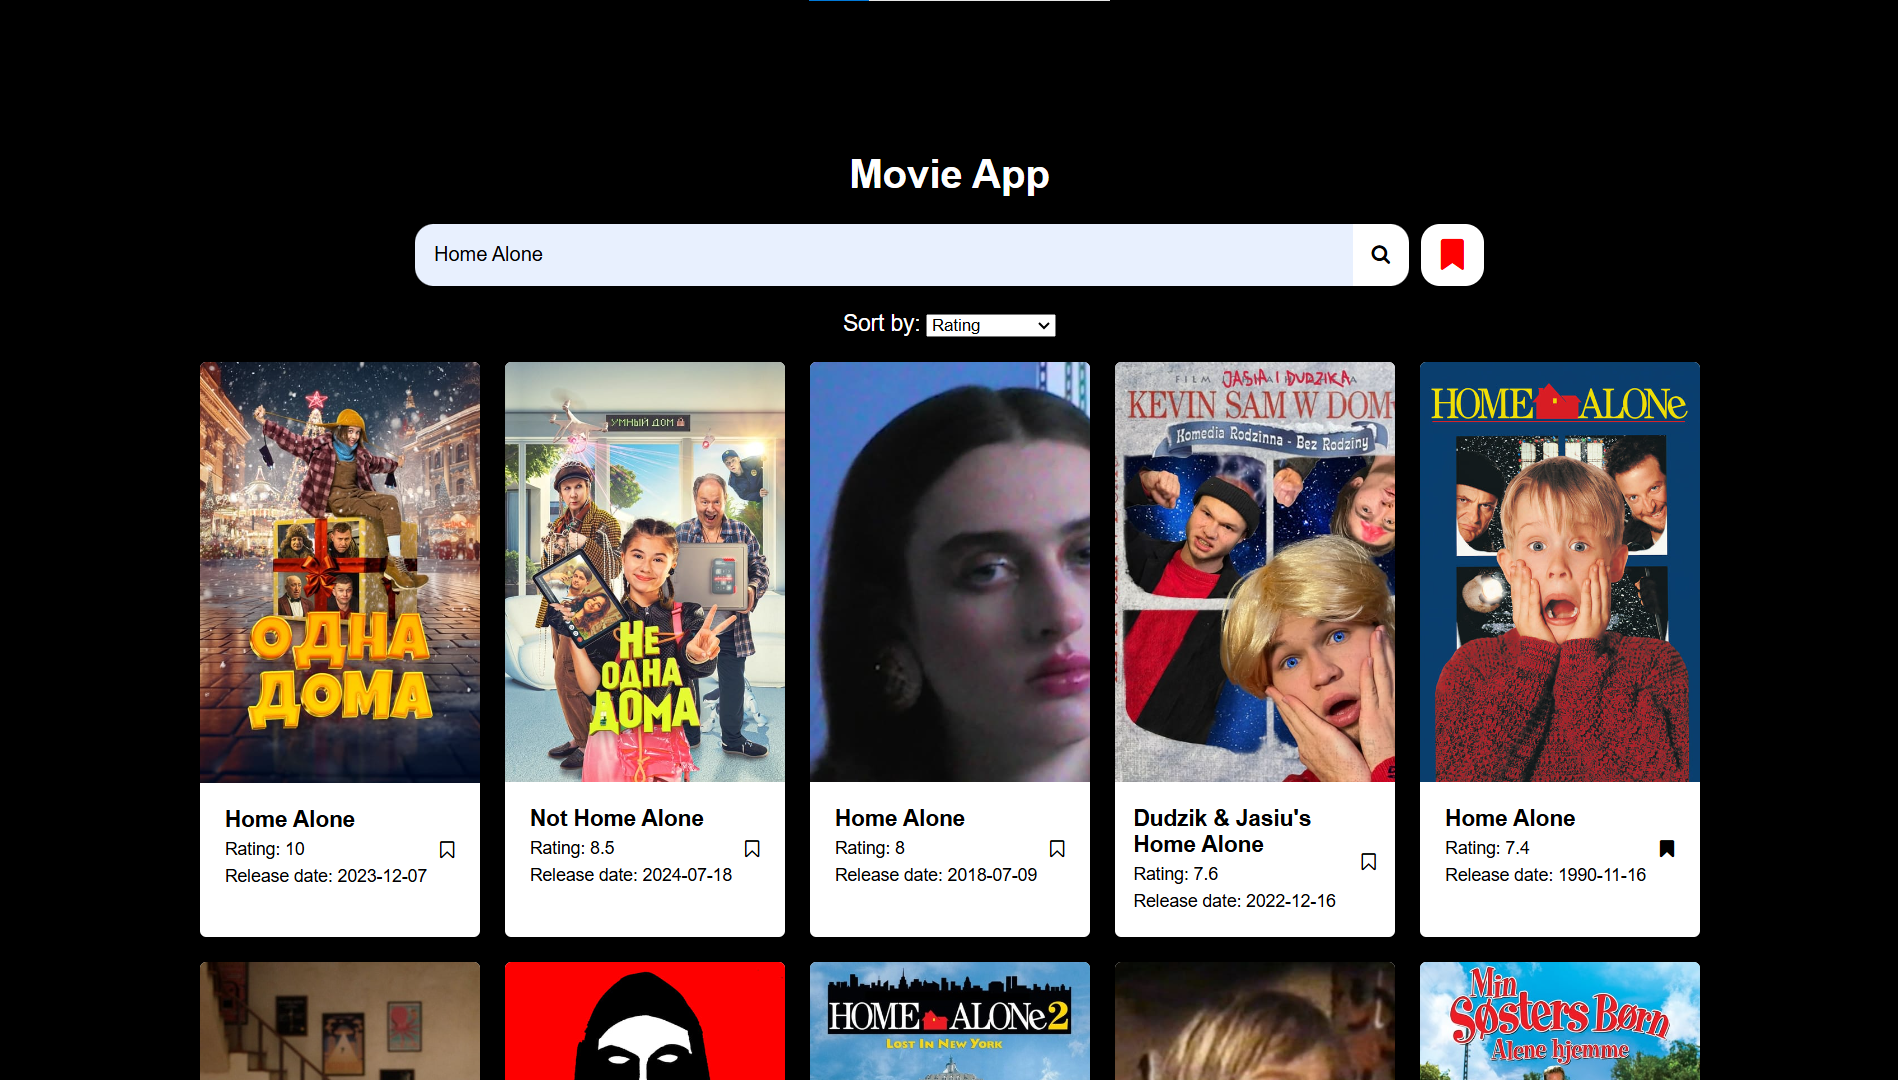 Movie App
Home Alone
Sort by: Rating
ОДНА
ДОМА
Home Alone
Rating: 10
Release date: 2023-12-07
УМНЫЙ ДОМ
НЕ
ОДНА
ДОМА
Not Home Alone
Rating: 8.5
Release date: 2024-07-18
Home Alone
Rating: 8
Release date: 2018-07-09
FILM JASIA I DUDZIKA
KEVIN SAM W DOM
Komedia Rodzinna - Bez Rodziny
Dudzik & Jasiu's
Home Alone
Rating: 7.6
Release date: 2022-12-16
HOME ALONe
Home Alone
Rating: 7.4
Release date: 1990-11-16
HOME ALONe 2
LOST IN NEW YORK
Min
Søsters Børn
Alene hjemme